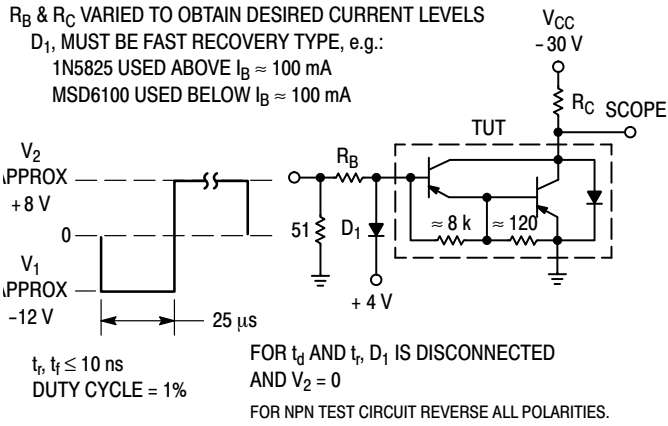 R_B & R_C VARIED TO OBTAIN DESIRED CURRENT LEVELS
D_1, MUST BE FAST RECOVERY TYPE, e.g.:
1N5825 USED ABOVE I_B ≈ 100 mA
MSD6100 USED BELOW I_B ≈ 100 mA
V_CC
-30 V
R_C
SCOPE
TUT
V_2
APPROX
+8 V
0
V_1
APPROX
-12 V
25 μs
R_B
51
D_1
+ 4 V
≈ 8 k
≈ 120
t_r, t_f ≤ 10 ns
DUTY CYCLE = 1%
FOR t_d AND t_r, D_1 IS DISCONNECTED
AND V_2 = 0
FOR NPN TEST CIRCUIT REVERSE ALL POLARITIES.